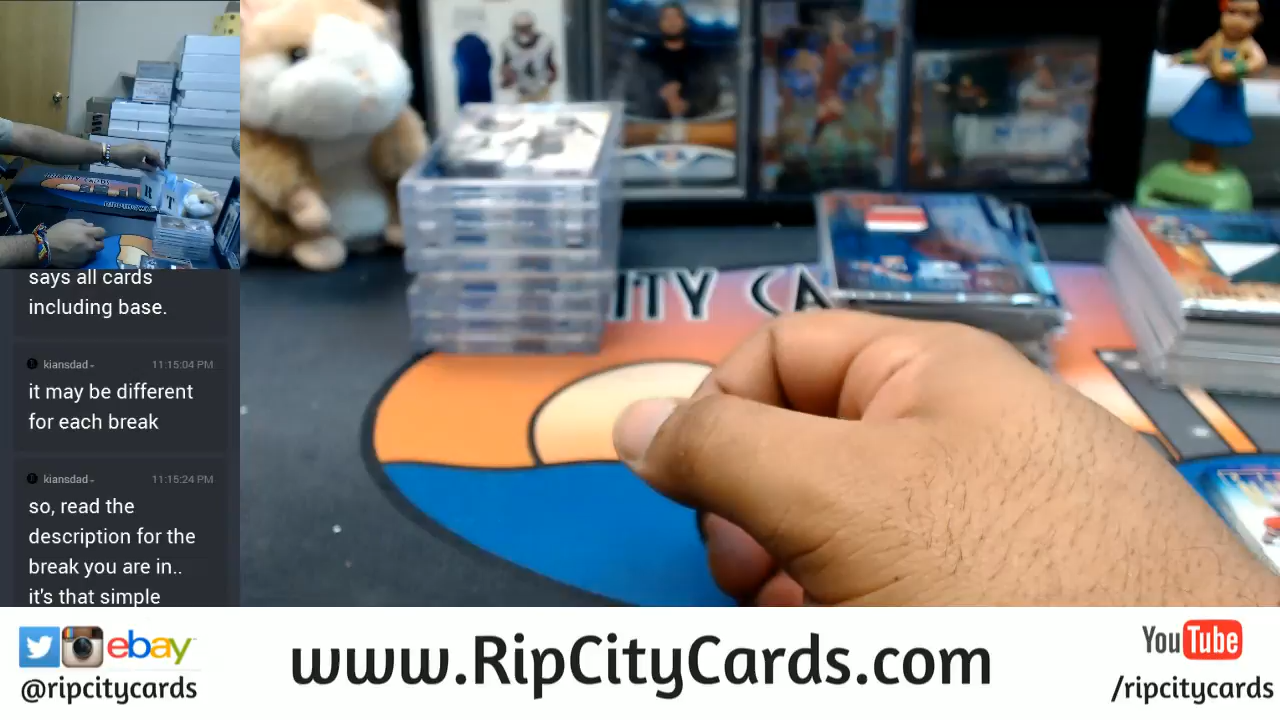 says all cards
including base.
kiansdad-
11:15:04 PM
it may be different
for each break
kiansdad-
11:15:24 PM
so, read the
description for the
break you are in..
it's that simple
ITY CA
ebay
@ripcitycards
www.RipCityCards.com
YouTube
/ripcitycards